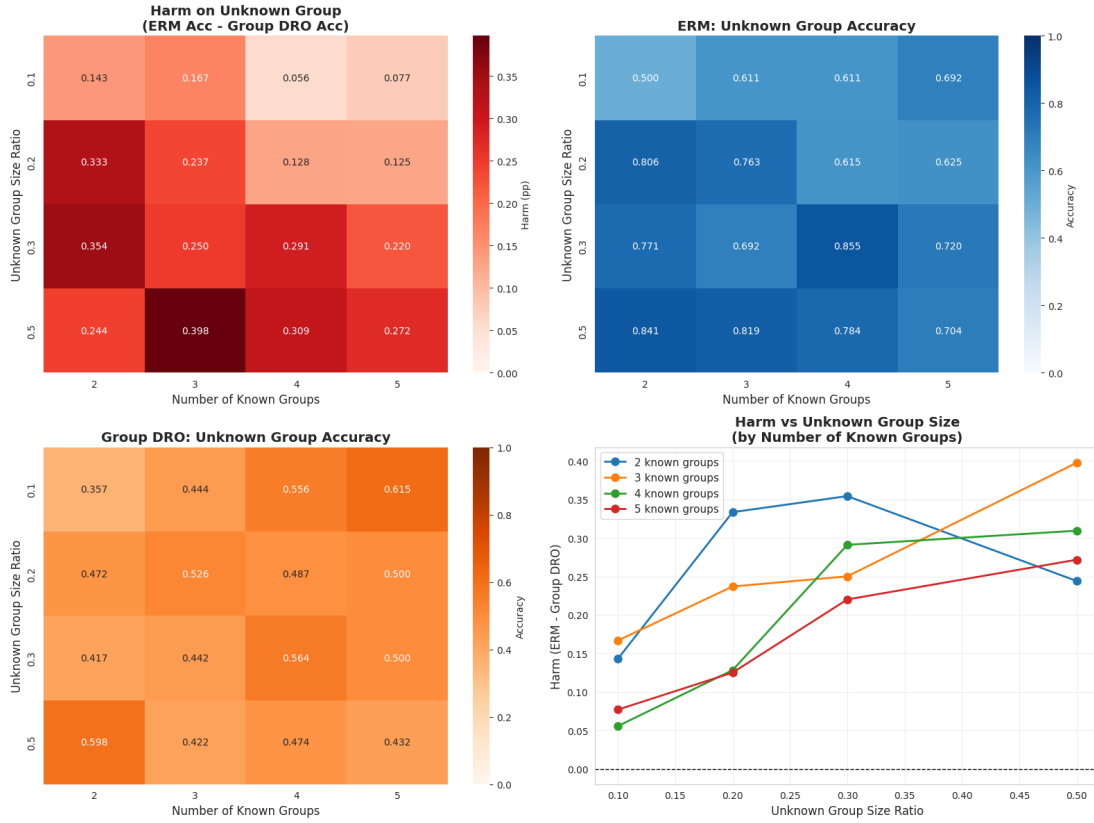 Harm on Unknown Group
(ERM Acc - Group DRO Acc)
Unknown Group Size Ratio
0.1
0.143 0.167 0.056 0.077
0.2
0.333 0.237 0.128 0.125
0.3
0.354 0.250 0.291 0.220
0.5
0.244 0.398 0.309 0.272
2 3 4 5
Number of Known Groups
0.35
0.30
0.25
0.20
0.15
0.10
0.05
0.00
Harm (pp)
ERM: Unknown Group Accuracy
Unknown Group Size Ratio
0.1
0.500 0.611 0.611 0.692
0.2
0.806 0.763 0.615 0.625
0.3
0.771 0.692 0.855 0.720
0.5
0.841 0.819 0.784 0.704
2 3 4 5
Number of Known Groups
1.0
0.8
0.6
0.4
0.2
0.0
Accuracy
Group DRO: Unknown Group Accuracy
Unknown Group Size Ratio
0.1
0.357 0.444 0.556 0.615
0.2
0.472 0.526 0.487 0.500
0.3
0.417 0.442 0.564 0.500
0.5
0.598 0.422 0.474 0.432
2 3 4 5
Number of Known Groups
1.0
0.8
0.6
0.4
0.2
0.0
Accuracy
Harm vs Unknown Group Size
(by Number of Known Groups)
2 known groups
3 known groups
4 known groups
5 known groups
Harm (ERM - Group DRO)
0.40
0.35
0.30
0.25
0.20
0.15
0.10
0.05
0.00
0.10 0.15 0.20 0.25 0.30 0.35 0.40 0.45 0.50
Unknown Group Size Ratio